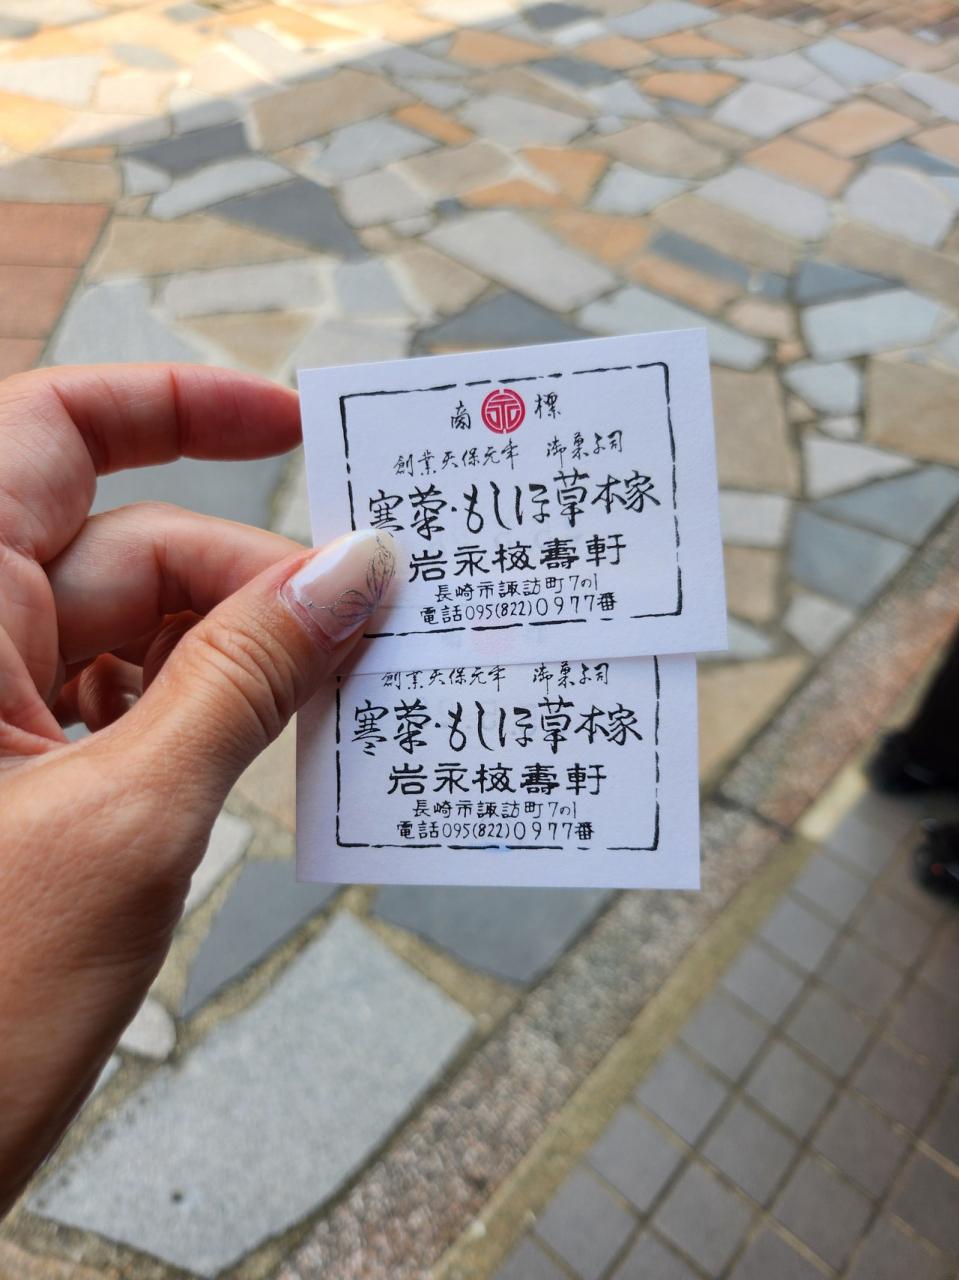 商 永 標
創業天保元年 御菓子司
寒菊・もしほ草本家
岩永梅壽軒
長崎市諏訪町7の1
電話095(822)0977番
創業天保元年 御菓子司
寒菊・もしほ草本家
岩永梅壽軒
長崎市諏訪町7の1
電話095(822)0977番